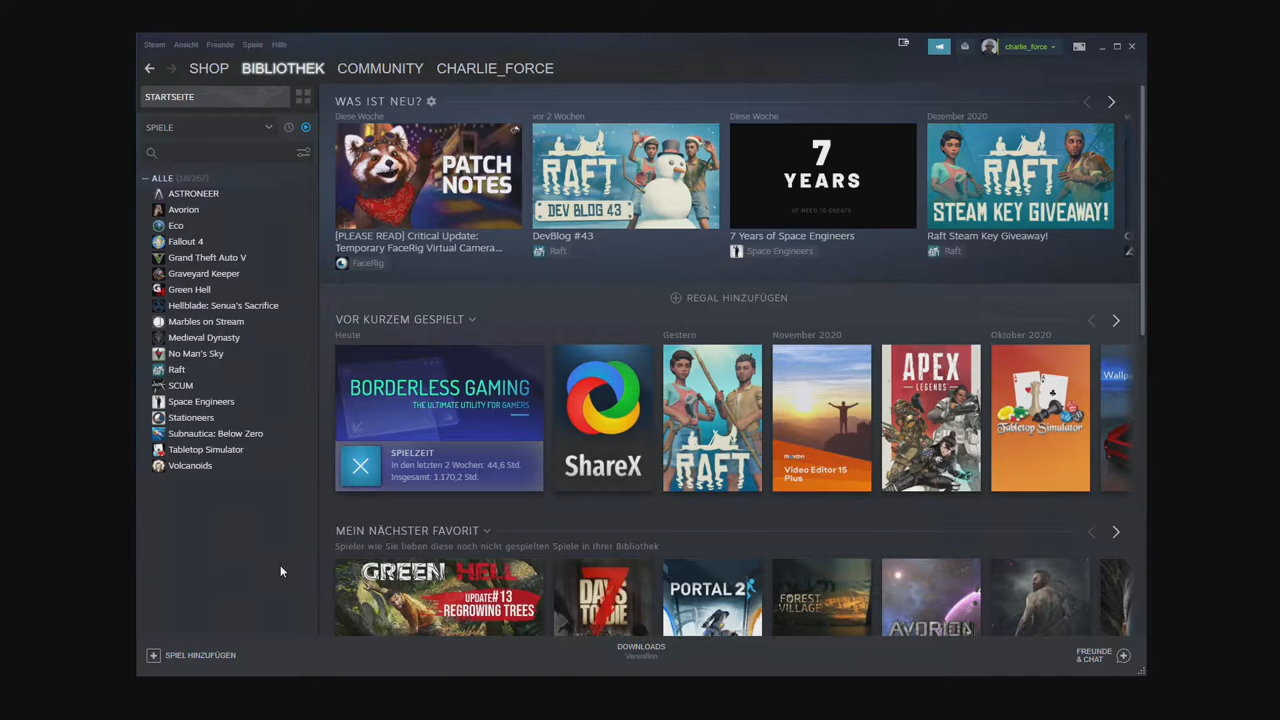 Steam Ansicht Freunde Spiele Hilfe
charlie_force
SHOP BIBLIOTHEK COMMUNITY CHARLIE_FORCE
STARTSEITE
SPIELE
ALLE (18/267)
ASTRONEER
Avorion
Eco
Fallout 4
Grand Theft Auto V
Graveyard Keeper
Green Hell
Hellblade: Senua's Sacrifice
Marbles on Stream
Medieval Dynasty
No Man's Sky
Raft
SCUM
Space Engineers
Stationeers
Subnautica: Below Zero
Tabletop Simulator
Volcanoids
WAS IST NEU?
Diese Woche
vor 2 Wochen
Diese Woche
Dezember 2020
PATCH
NOTES
RAFT
DEV BLOG #43
7
YEARS
RAFT
STEAM KEY GIVEAWAY!
[PLEASE READ] Critical Update:
Temporary FaceRig Virtual Camera...
FaceRig
DevBlog #43
Raft
7 Years of Space Engineers
Space Engineers
Raft Steam Key Giveaway!
Raft
REGAL HINZUFÜGEN
VOR KURZEM GESPIELT
Heute
Gestern
November 2020
Oktober 2020
BORDERLESS GAMING
THE ULTIMATE UTILITY FOR GAMERS
SPIELZEIT
In den letzten 2 Wochen: 44,6 Std.
Insgesamt: 1.170,2 Std.
ShareX
RAFT
movavi
Video Editor 15
Plus
APEX
LEGENDS
Tabletop Simulator
Wallp
MEIN NÄCHSTER FAVORIT
Spieler wie Sie lieben diese noch nicht gespielten Spiele in Ihrer Bibliothek
GREEN HELL
UPDATE#13
REGROWING TREES
7 DAYS
TO DIE
PORTAL 2
FOREST
VILLAGE
AVORION
SPIEL HINZUFÜGEN
DOWNLOADS
Verwalten
FREUNDE
& CHAT